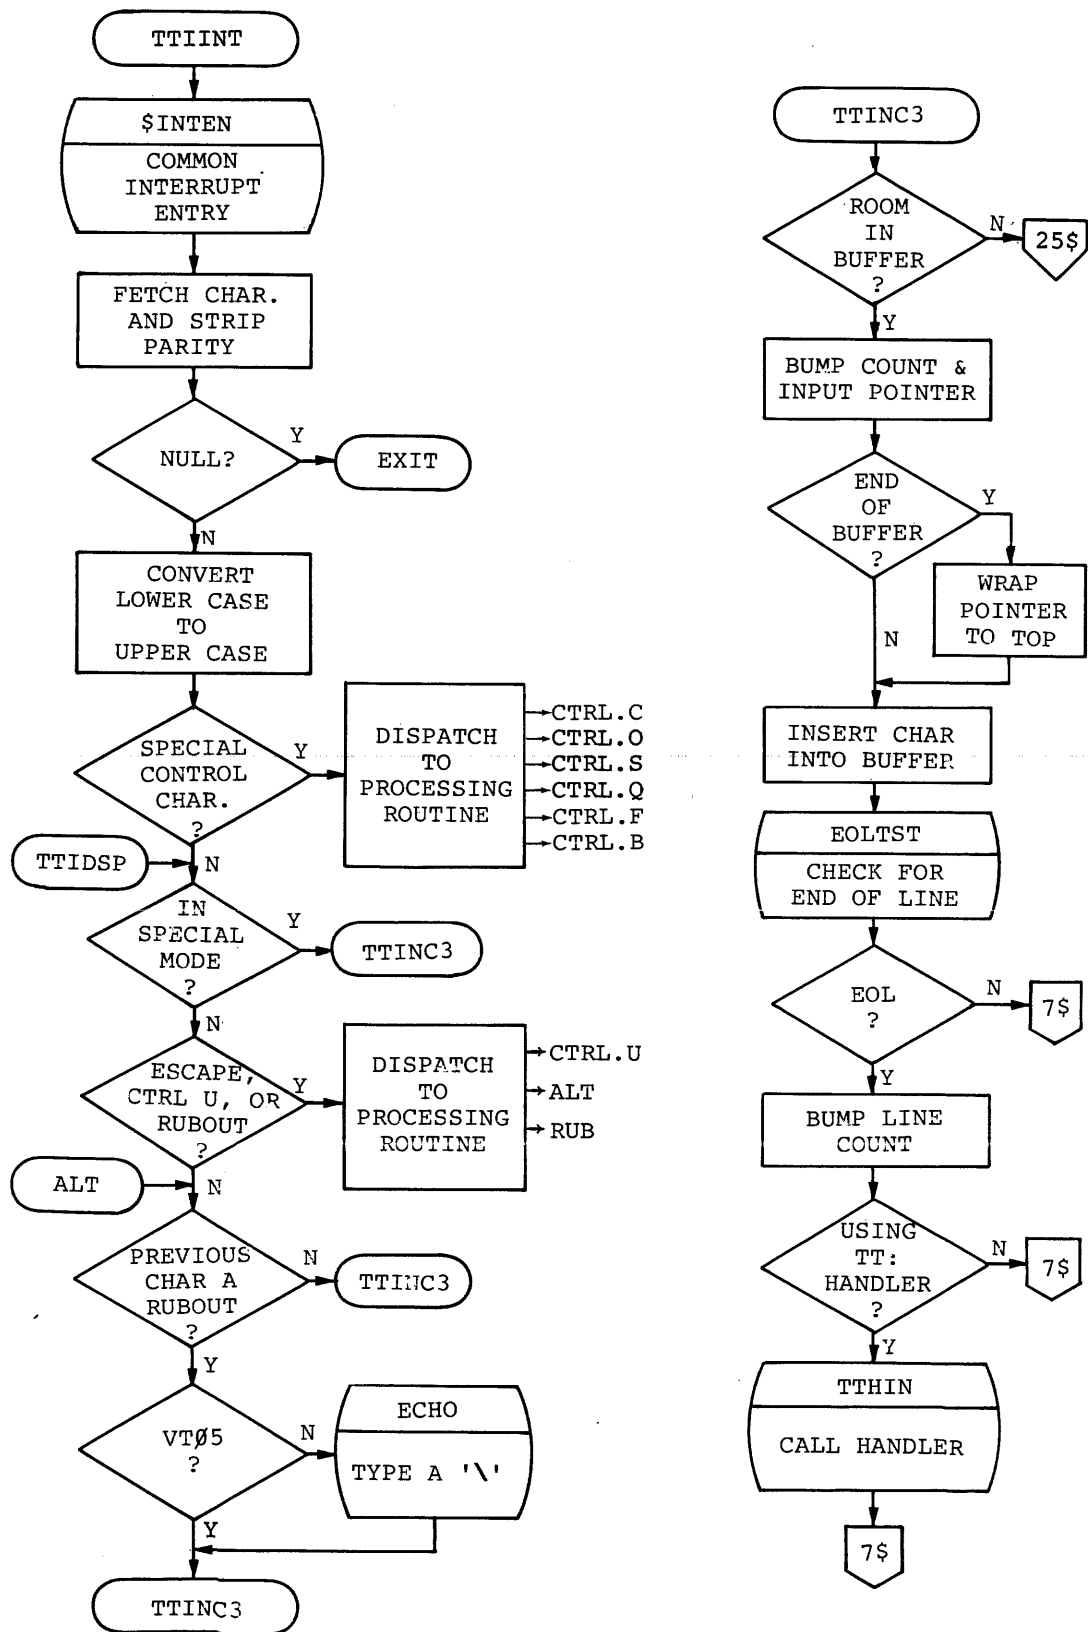 TTIINT
$INTEN
COMMON
INTERRUPT
ENTRY
FETCH CHAR.
AND STRIP
PARITY
NULL?
Y
EXIT
N
CONVERT
LOWER CASE
TO
UPPER CASE
SPECIAL
CONTROL
CHAR.
?
Y
DISPATCH
TO
PROCESSING
ROUTINE
CTRL.C
CTRL.O
CTRL.S
CTRL.Q
CTRL.F
CTRL.B
TTIDSP
N
IN
SPECIAL
MODE
?
Y
TTINC3
N
ESCAPE,
CTRL U, OR
RUBOUT
?
Y
DISPATCH
TO
PROCESSING
ROUTINE
CTRL.U
ALT
RUB
ALT
N
PREVIOUS
CHAR A
RUBOUT
?
N
TTINC3
Y
VTØ5
?
N
ECHO
TYPE A '\'
Y
TTINC3
TTINC3
ROOM
IN
BUFFER
?
N
25$
Y
BUMP COUNT &
INPUT POINTER
END
OF
BUFFER
?
Y
WRAP
POINTER
TO TOP
N
INSERT CHAR
INTO BUFFER
EOLTST
CHECK FOR
END OF LINE
EOL
?
N
7$
Y
BUMP LINE
COUNT
USING
TT:
HANDLER
?
N
7$
Y
TTHIN
CALL HANDLER
7$